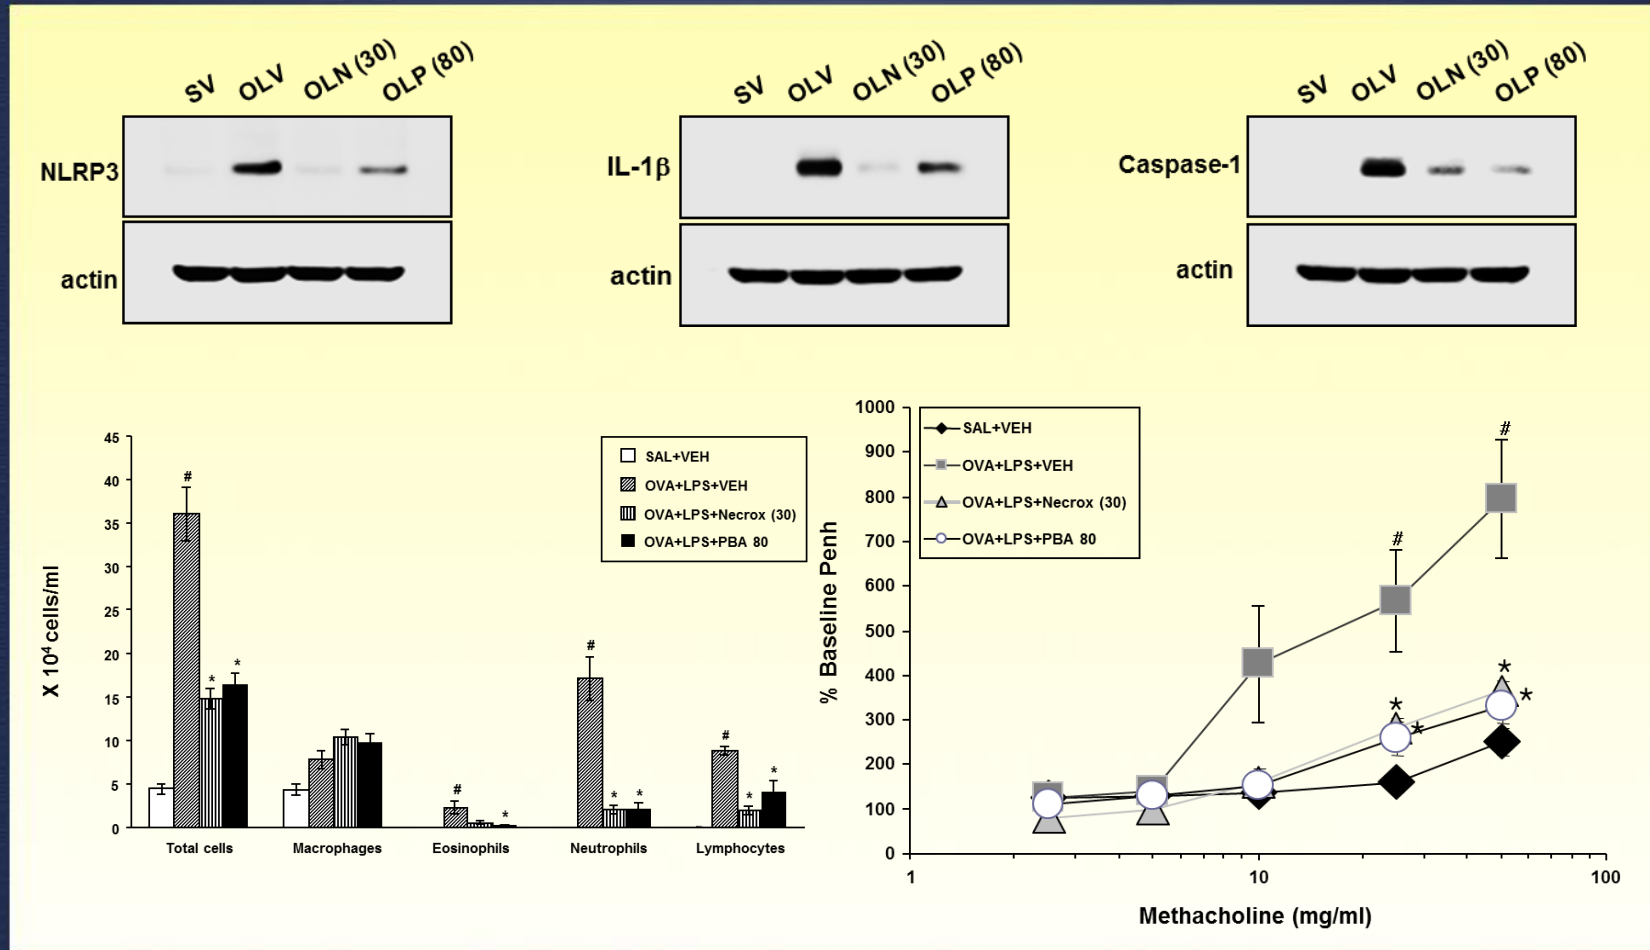 SV OLV OLN (30) OLP (80)
NLRP3
actin
SV OLV OLN (30) OLP (80)
IL-1β
actin
SV OLV OLN (30) OLP (80)
Caspase-1
actin
45
40
35
30
25
20
15
10
5
0
X 10⁴ cells/ml
SAL+VEH
OVA+LPS+VEH
OVA+LPS+Necrox (30)
OVA+LPS+PBA 80
#
*
*
#
*
#
*
*
#
*
*
Total cells Macrophages Eosinophils Neutrophils Lymphocytes
1000
900
800
700
600
500
400
300
200
100
0
% Baseline Penh
SAL+VEH
OVA+LPS+VEH
OVA+LPS+Necrox (30)
OVA+LPS+PBA 80
#
#
*
*
*
*
1 10 100
Methacholine (mg/ml)